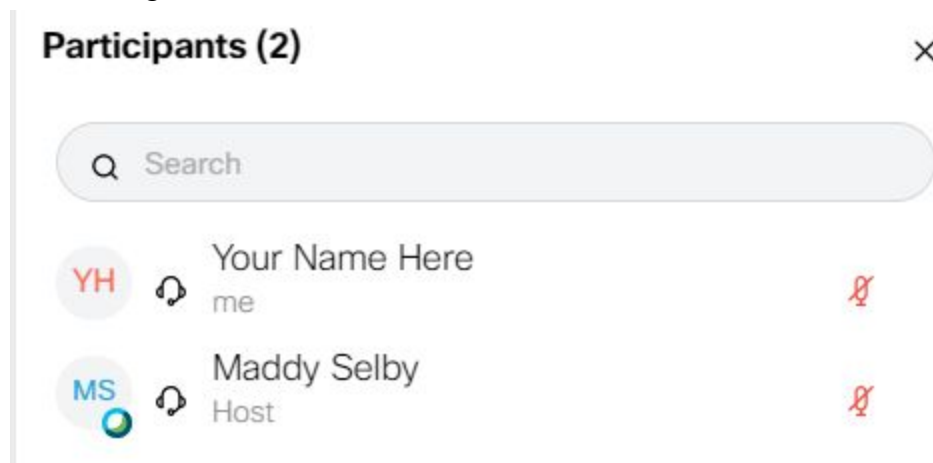 Participants (2)
Search
YH
Your Name Here
me
MS
Maddy Selby
Host